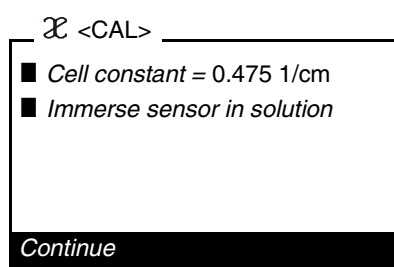 ϰ <CAL>
■ Cell constant = 0.475 1/cm
■ Immerse sensor in solution
Continue